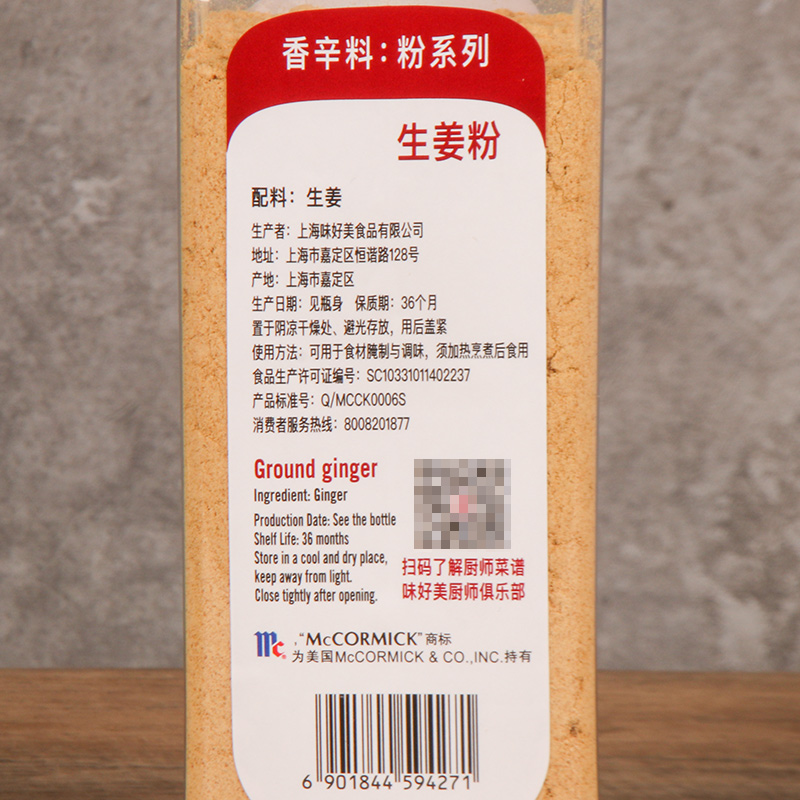 香辛料：粉系列
生姜粉
配料：生姜
生产者：上海味好美食品有限公司
地址：上海市嘉定区恒谐路128号
产地：上海市嘉定区
生产日期：见瓶身 保质期：36个月
置于阴凉干燥处、避光存放，用后盖紧
使用方法：可用于食材腌制与调味，须加热烹煮后食用
食品生产许可证编号：SC10331011402237
产品标准号：Q/MCCK0006S
消费者服务热线：8008201877
Ground ginger
Ingredient: Ginger
Production Date: See the bottle
Shelf Life: 36 months
Store in a cool and dry place,
keep away from light.
Close tightly after opening.
扫码了解厨师菜谱
味好美厨师俱乐部
Mc® ,“McCORMICK”商标
为美国McCORMICK & CO.,INC.持有
6 901844 594271